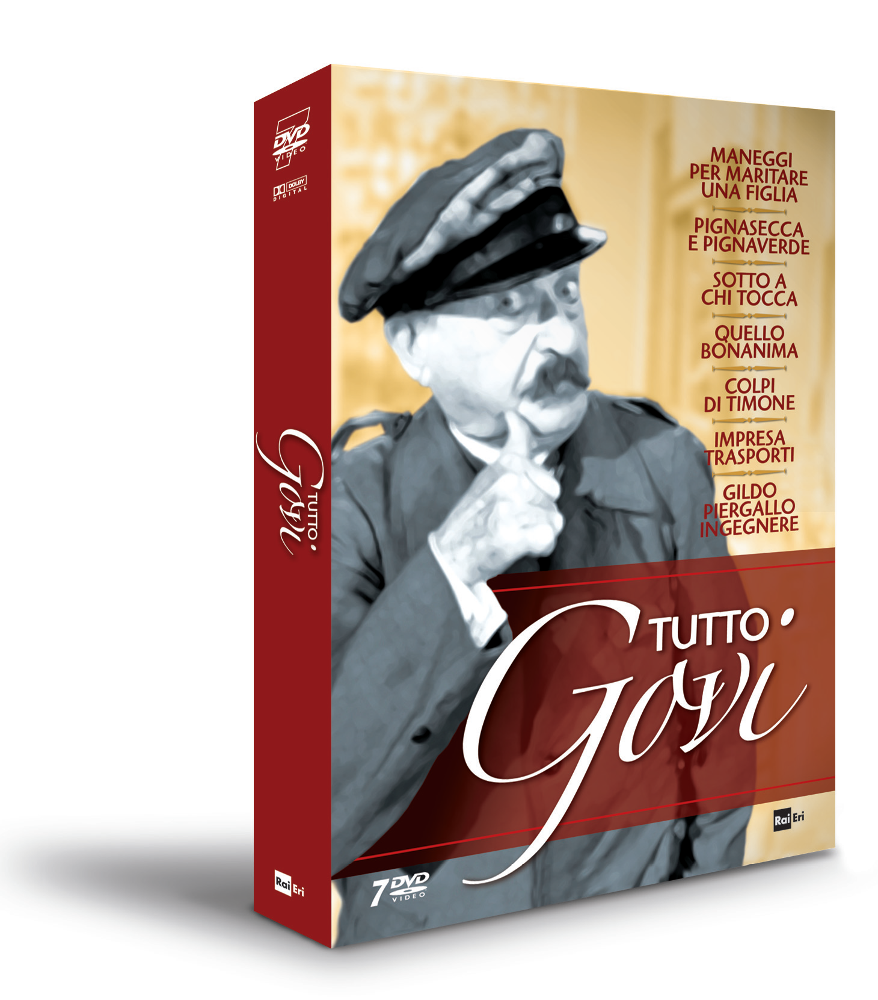 7
DVD
VIDEO
DOLBY
DIGITAL
TUTTO
Govi
Rai Eri
MANEGGI
PER MARITARE
UNA FIGLIA
PIGNASECCA
E PIGNAVERDE
SOTTO A
CHI TOCCA
QUELLO
BONANIMA
COLPI
DI TIMONE
IMPRESA
TRASPORTI
GILDO
PIERGALLO
INGEGNERE
TUTTO
Govi
Rai Eri
7 DVD
VIDEO